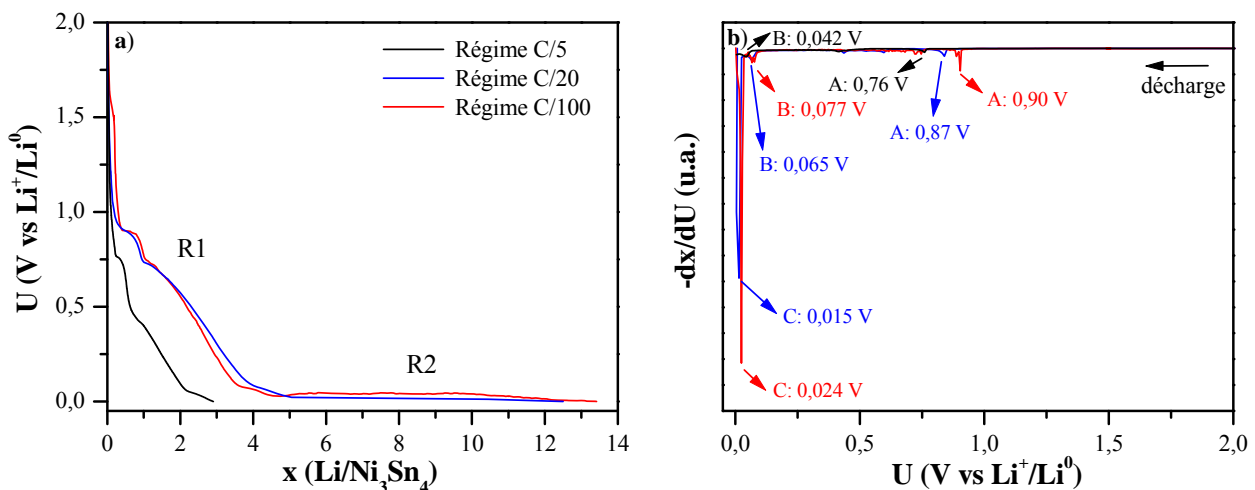 a)
Régime C/5
Régime C/20
Régime C/100
R1
R2
U (V vs Li⁺/Li⁰)
2,0
1,5
1,0
0,5
0,0
0 2 4 6 8 10 12 14
x (Li/Ni₃Sn₄)
b)
B: 0,042 V
décharge
A: 0,76 V
A: 0,90 V
B: 0,077 V
A: 0,87 V
B: 0,065 V
C: 0,015 V
C: 0,024 V
-dx/dU (u.a.)
0,0 0,5 1,0 1,5 2,0
U (V vs Li⁺/Li⁰)